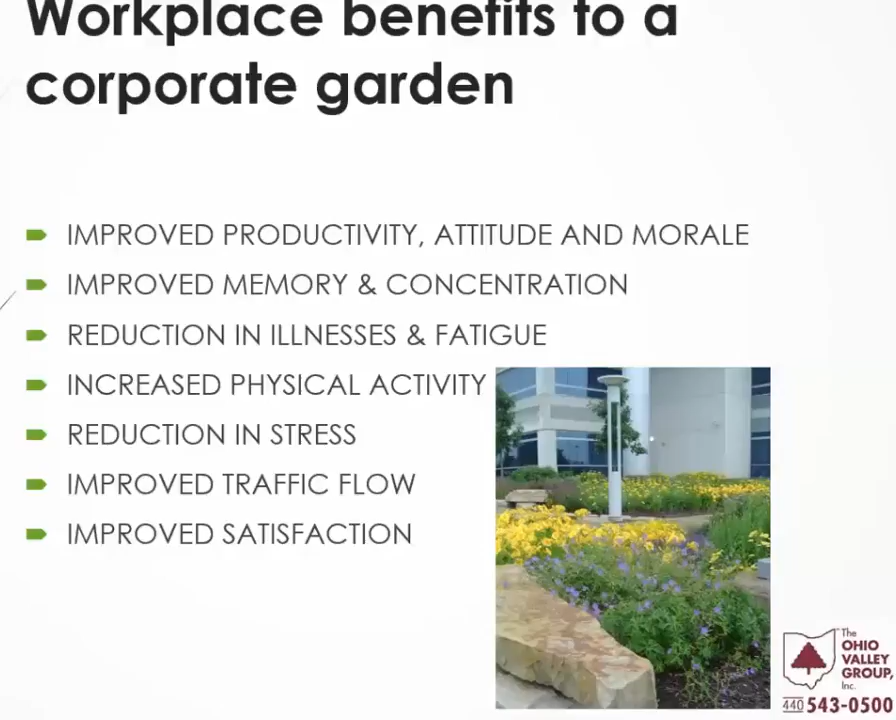 Workplace benefits to a
corporate garden
IMPROVED PRODUCTIVITY, ATTITUDE AND MORALE
IMPROVED MEMORY & CONCENTRATION
REDUCTION IN ILLNESSES & FATIGUE
INCREASED PHYSICAL ACTIVITY
REDUCTION IN STRESS
IMPROVED TRAFFIC FLOW
IMPROVED SATISFACTION
The
OHIO
VALLEY
GROUP,
Inc.
440 543-0500